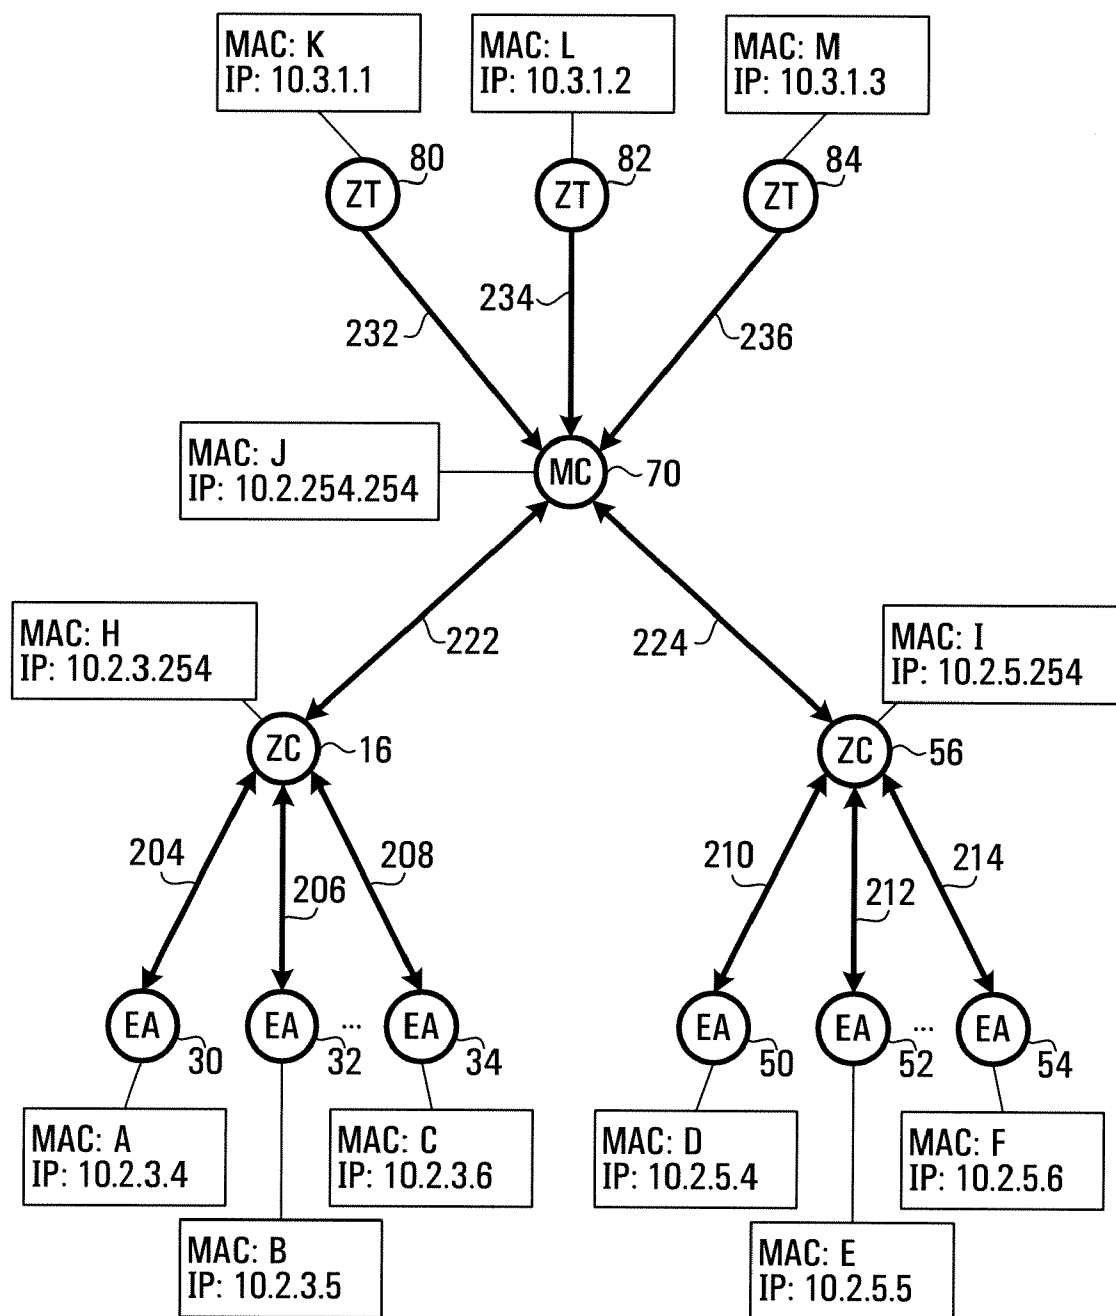 MAC: K
IP: 10.3.1.1
MAC: L
IP: 10.3.1.2
MAC: M
IP: 10.3.1.3
ZT
80
ZT
82
ZT
84
232
234
236
MAC: J
IP: 10.2.254.254
MC
70
222
224
MAC: H
IP: 10.2.3.254
MAC: I
IP: 10.2.5.254
ZC
16
ZC
56
204
206
208
210
212
214
EA
30
EA
32
...
EA
34
EA
50
EA
52
...
EA
54
MAC: A
IP: 10.2.3.4
MAC: C
IP: 10.2.3.6
MAC: D
IP: 10.2.5.4
MAC: F
IP: 10.2.5.6
MAC: B
IP: 10.2.3.5
MAC: E
IP: 10.2.5.5